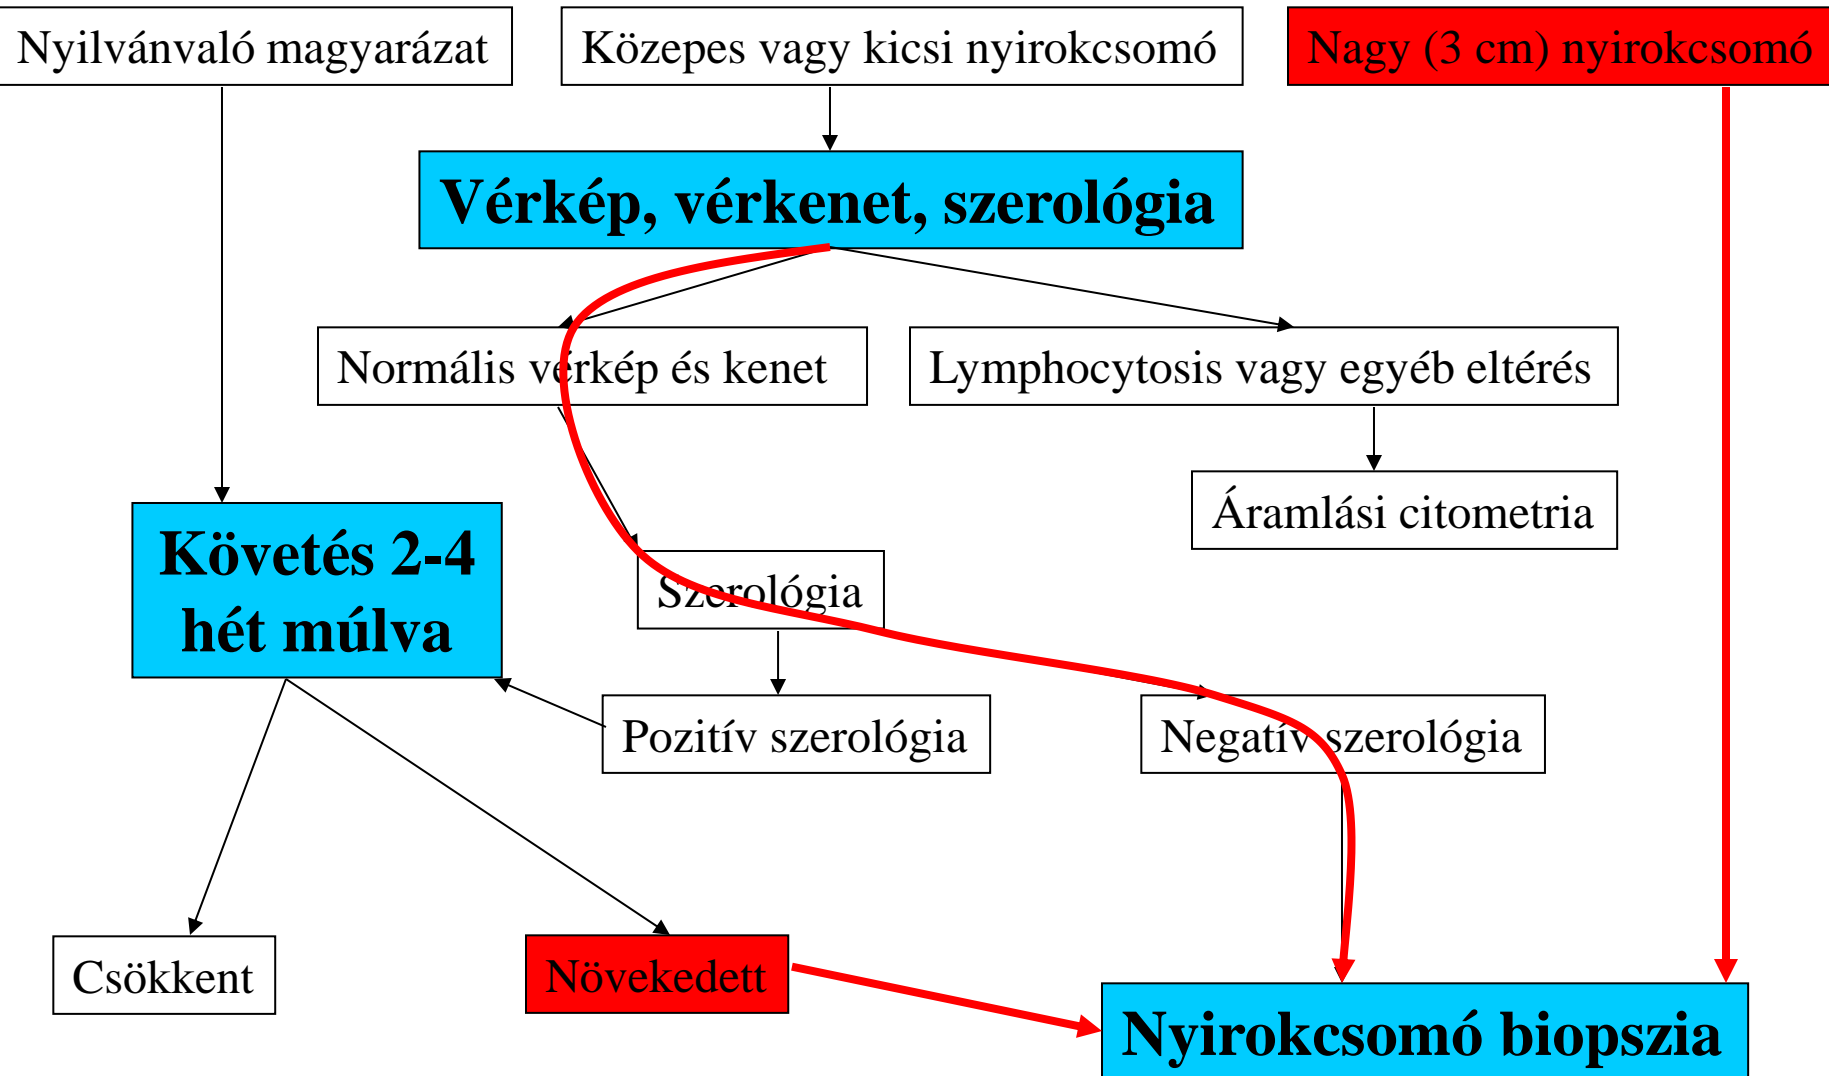 Nyilvánvaló magyarázat
Közepes vagy kicsi nyirokcsomó
Nagy (3 cm) nyirokcsomó
Vérkép, vérkenet, szerológia
Normális vérkép és kenet
Lymphocytosis vagy egyéb eltérés
Áramlási citometria
Követés 2-4
hét múlva
Szerológia
Pozitív szerológia
Negatív szerológia
Csökkent
Növekedett
Nyirokcsomó biopszia